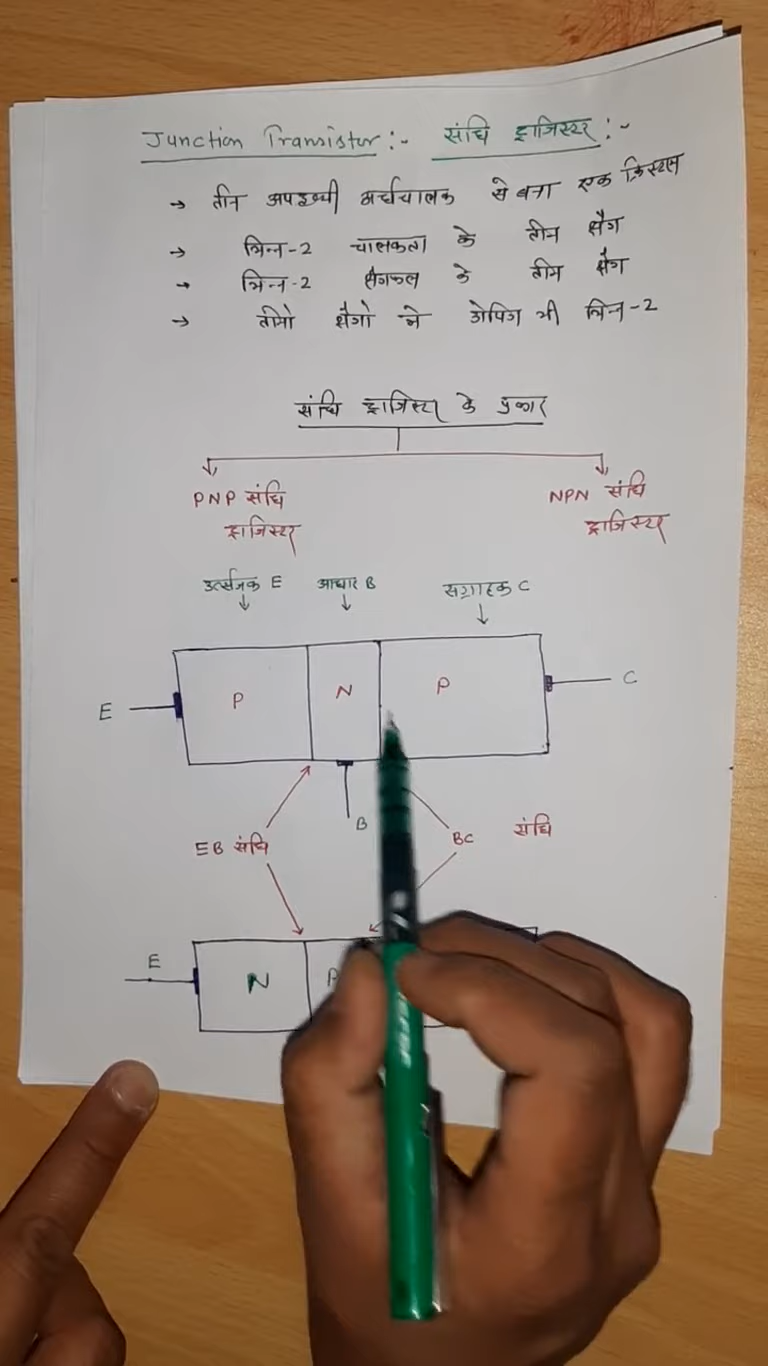 Junction Transistor:- संधि ट्रांजिस्टर:-
→ तीन अपद्रव्यी अर्धचालक से बना एक क्रिस्टल
→ भिन्न-2 चालकता के तीन क्षेत्र
→ भिन्न-2 क्षेत्रफल के तीन क्षेत्र
→ तीनो क्षेत्रो मे डोपिंग भी भिन्न-2
संधि ट्रांजिस्टर के प्रकार
PNP संधि ट्रांजिस्टर
NPN संधि ट्रांजिस्टर
उत्सर्जक E आधार B संग्राहक C
E P N P C
B
EB संधि BC संधि
E N P